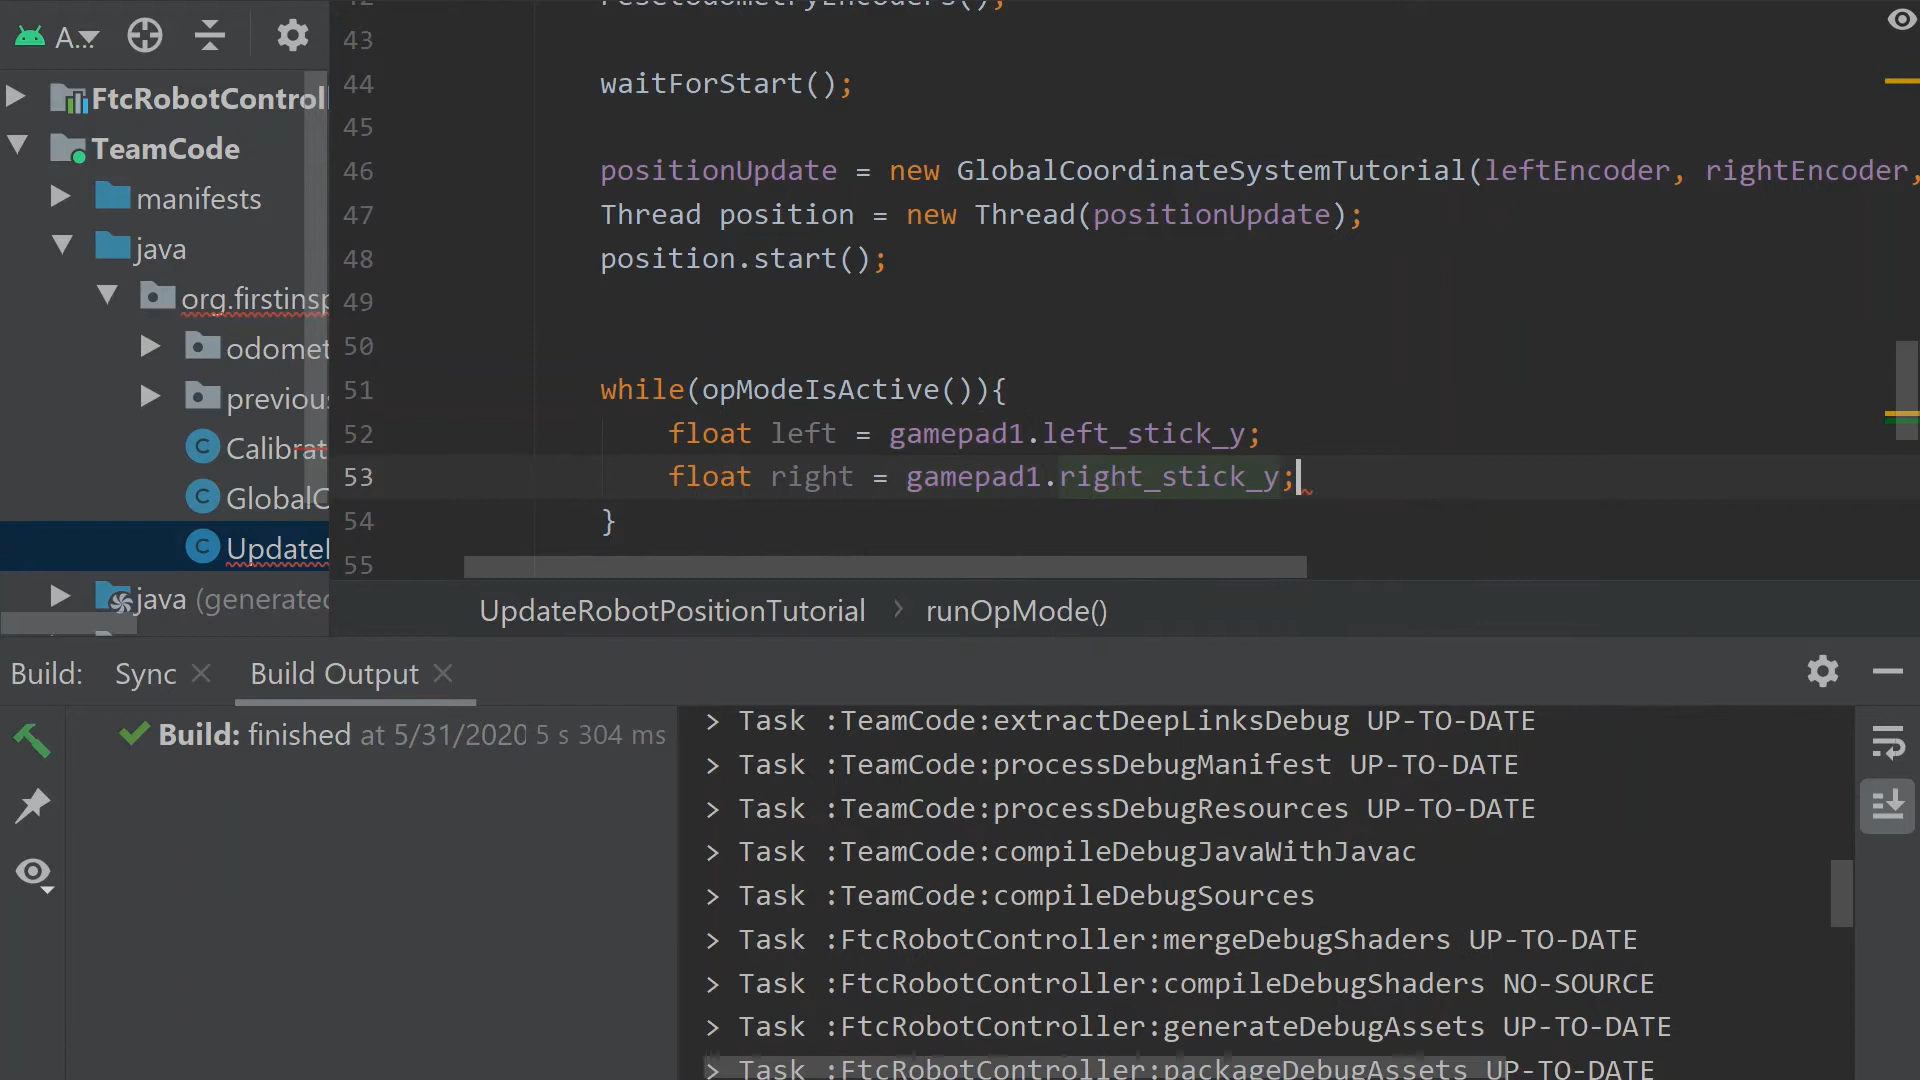 A...
FtcRobotControl
TeamCode
manifests
java
org.firstinsp
odomet
previous
Calibrat
GlobalC
UpdateR
java (generated
42 resetOdometryEncoders();
43
44 waitForStart();
45
46 positionUpdate = new GlobalCoordinateSystemTutorial(leftEncoder, rightEncoder,
47 Thread position = new Thread(positionUpdate);
48 position.start();
49
50
51 while(opModeIsActive()){
52 float left = gamepad1.left_stick_y;
53 float right = gamepad1.right_stick_y;
54 }
55
UpdateRobotPositionTutorial > runOpMode()
Build: Sync Build Output
Build: finished at 5/31/2020 5 s 304 ms
> Task :TeamCode:extractDeepLinksDebug UP-TO-DATE
> Task :TeamCode:processDebugManifest UP-TO-DATE
> Task :TeamCode:processDebugResources UP-TO-DATE
> Task :TeamCode:compileDebugJavaWithJavac
> Task :TeamCode:compileDebugSources
> Task :FtcRobotController:mergeDebugShaders UP-TO-DATE
> Task :FtcRobotController:compileDebugShaders NO-SOURCE
> Task :FtcRobotController:generateDebugAssets UP-TO-DATE
> Task :FtcRobotController:packageDebugAssets UP-TO-DATE